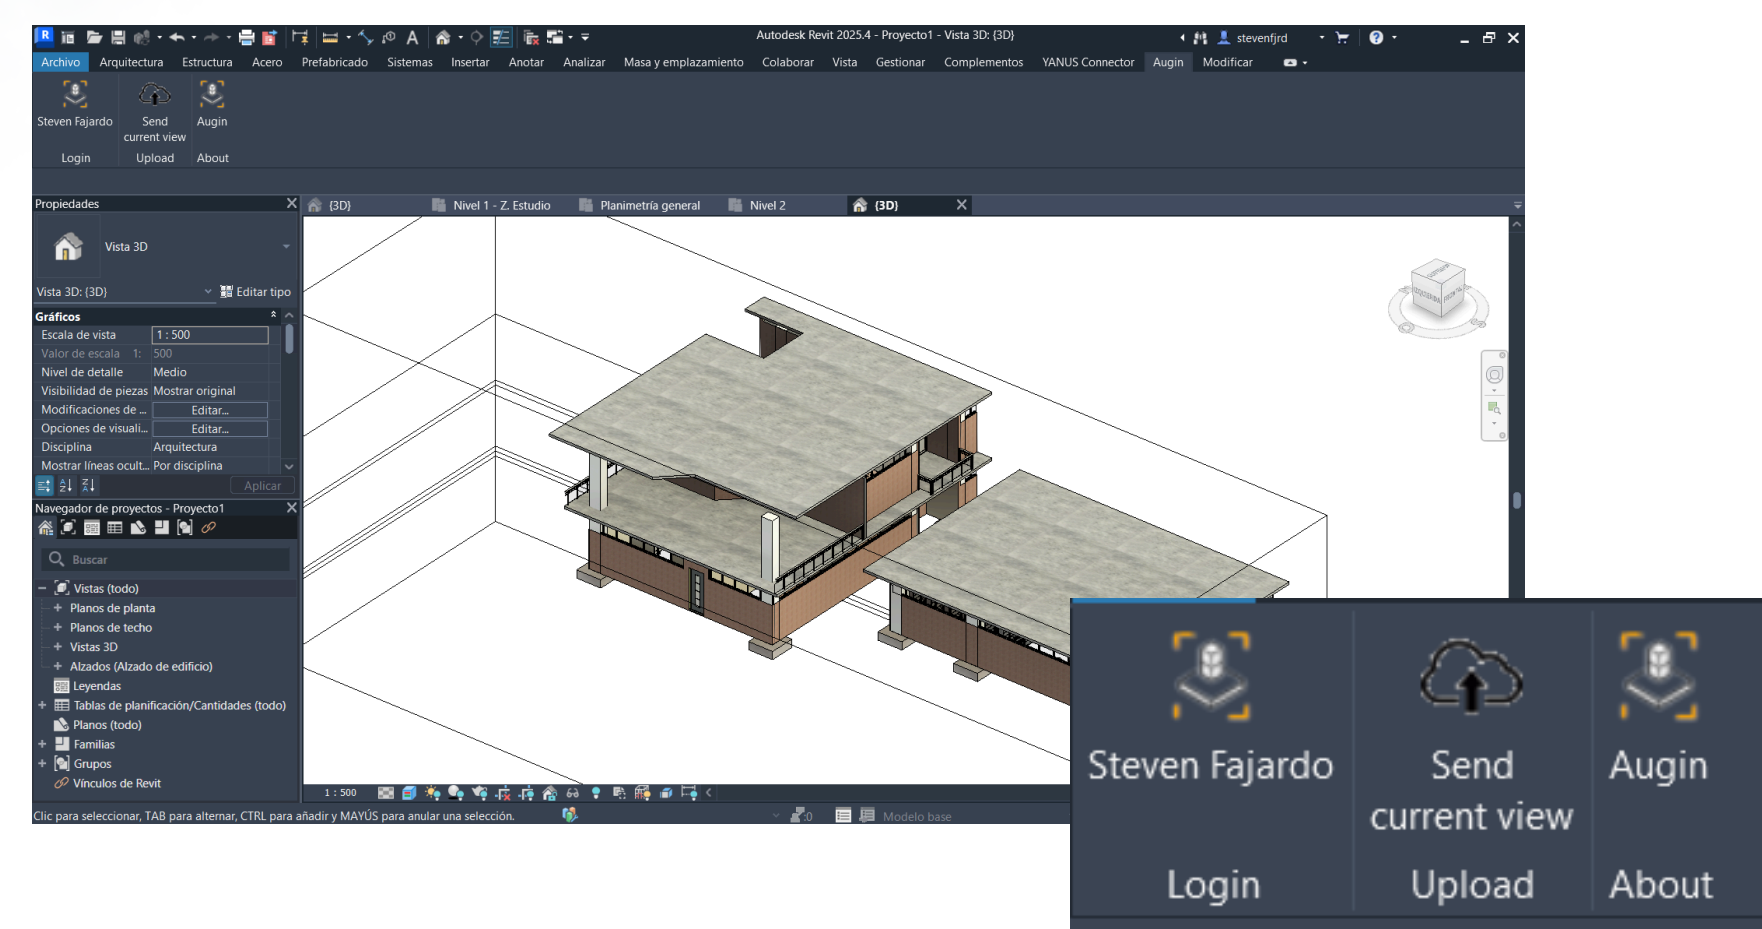 Autodesk Revit 2025.4 - Proyecto1 - Vista 3D: {3D}
stevenfjrd
Archivo Arquitectura Estructura Acero Prefabricado Sistemas Insertar Anotar Analizar Masa y emplazamiento Colaborar Vista Gestionar Complementos YANUS Connector Augin Modificar
Steven Fajardo
Send
current view
Augin
Login
Upload
About
Propiedades
{3D}
Nivel 1 - Z. Estudio
Planimetría general
Nivel 2
{3D}
Vista 3D
Vista 3D: {3D}
Editar tipo
Gráficos
Escala de vista 1 : 500
Valor de escala 1: 500
Nivel de detalle Medio
Visibilidad de piezas Mostrar original
Modificaciones de ... Editar...
Opciones de visuali... Editar...
Disciplina Arquitectura
Mostrar líneas ocult... Por disciplina
Aplicar
Navegador de proyectos - Proyecto1
Buscar
Vistas (todo)
Planos de planta
Planos de techo
Vistas 3D
Alzados (Alzado de edificio)
Leyendas
Tablas de planificación/Cantidades (todo)
Planos (todo)
Familias
Grupos
Vínculos de Revit
1 : 500
Clic para seleccionar, TAB para alternar, CTRL para añadir y MAYÚS para anular una selección.
:0
Modelo base
Steven Fajardo
Send
current view
Augin
Login
Upload
About